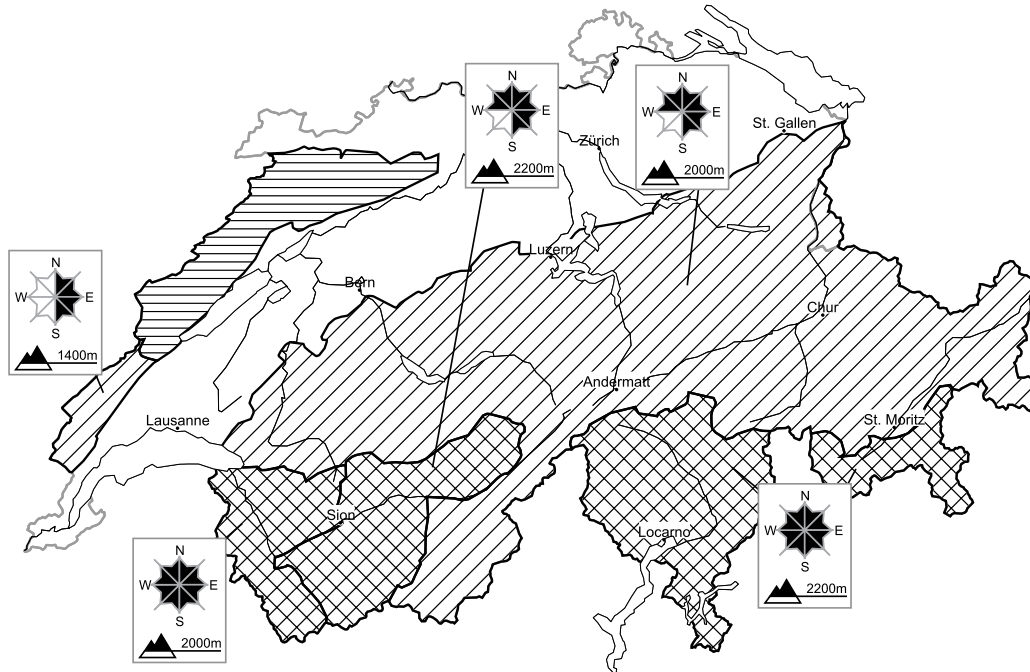 N
W E
S
2200m
N
W E
S
2000m
St. Gallen
Zürich
Luzern
Bern
N
W E
S
1400m
Chur
Andermatt
Lausanne
St. Moritz
Sion
Locarno
N
W E
S
2200m
N
W E
S
2000m